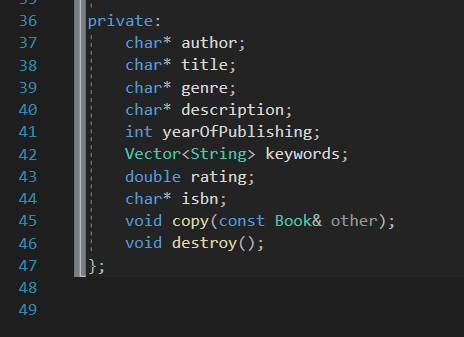 36 private:
37 char* author;
38 char* title;
39 char* genre;
40 char* description;
41 int yearOfPublishing;
42 Vector<String> keywords;
43 double rating;
44 char* isbn;
45 void copy(const Book& other);
46 void destroy();
47 };
48
49